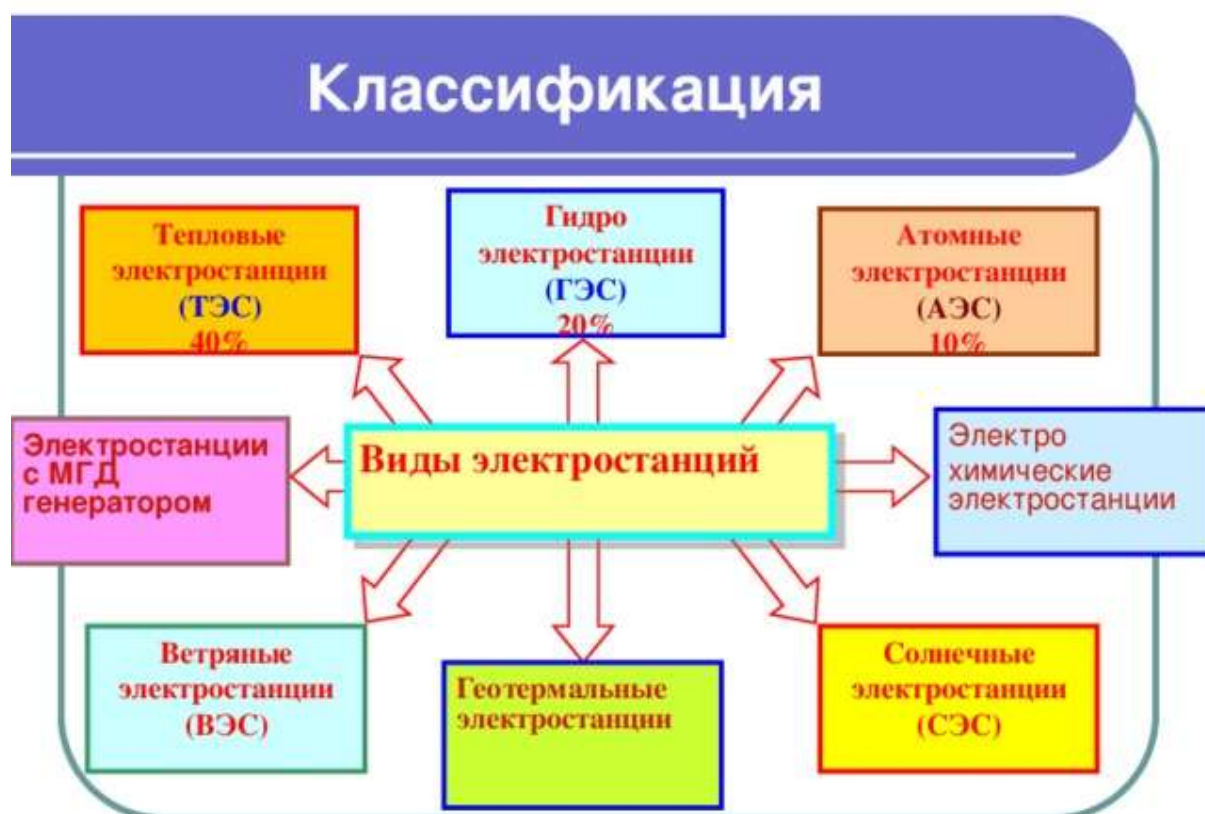 Классификация
Тепловые
электростанции
(ТЭС)
40%
Гидро
электростанции
(ГЭС)
20%
Атомные
электростанции
(АЭС)
10%
Электростанции
с МГД
генератором
Виды электростанций
Электро
химические
электростанции
Ветряные
электростанции
(ВЭС)
Геотермальные
электростанции
Солнечные
электростанции
(СЭС)